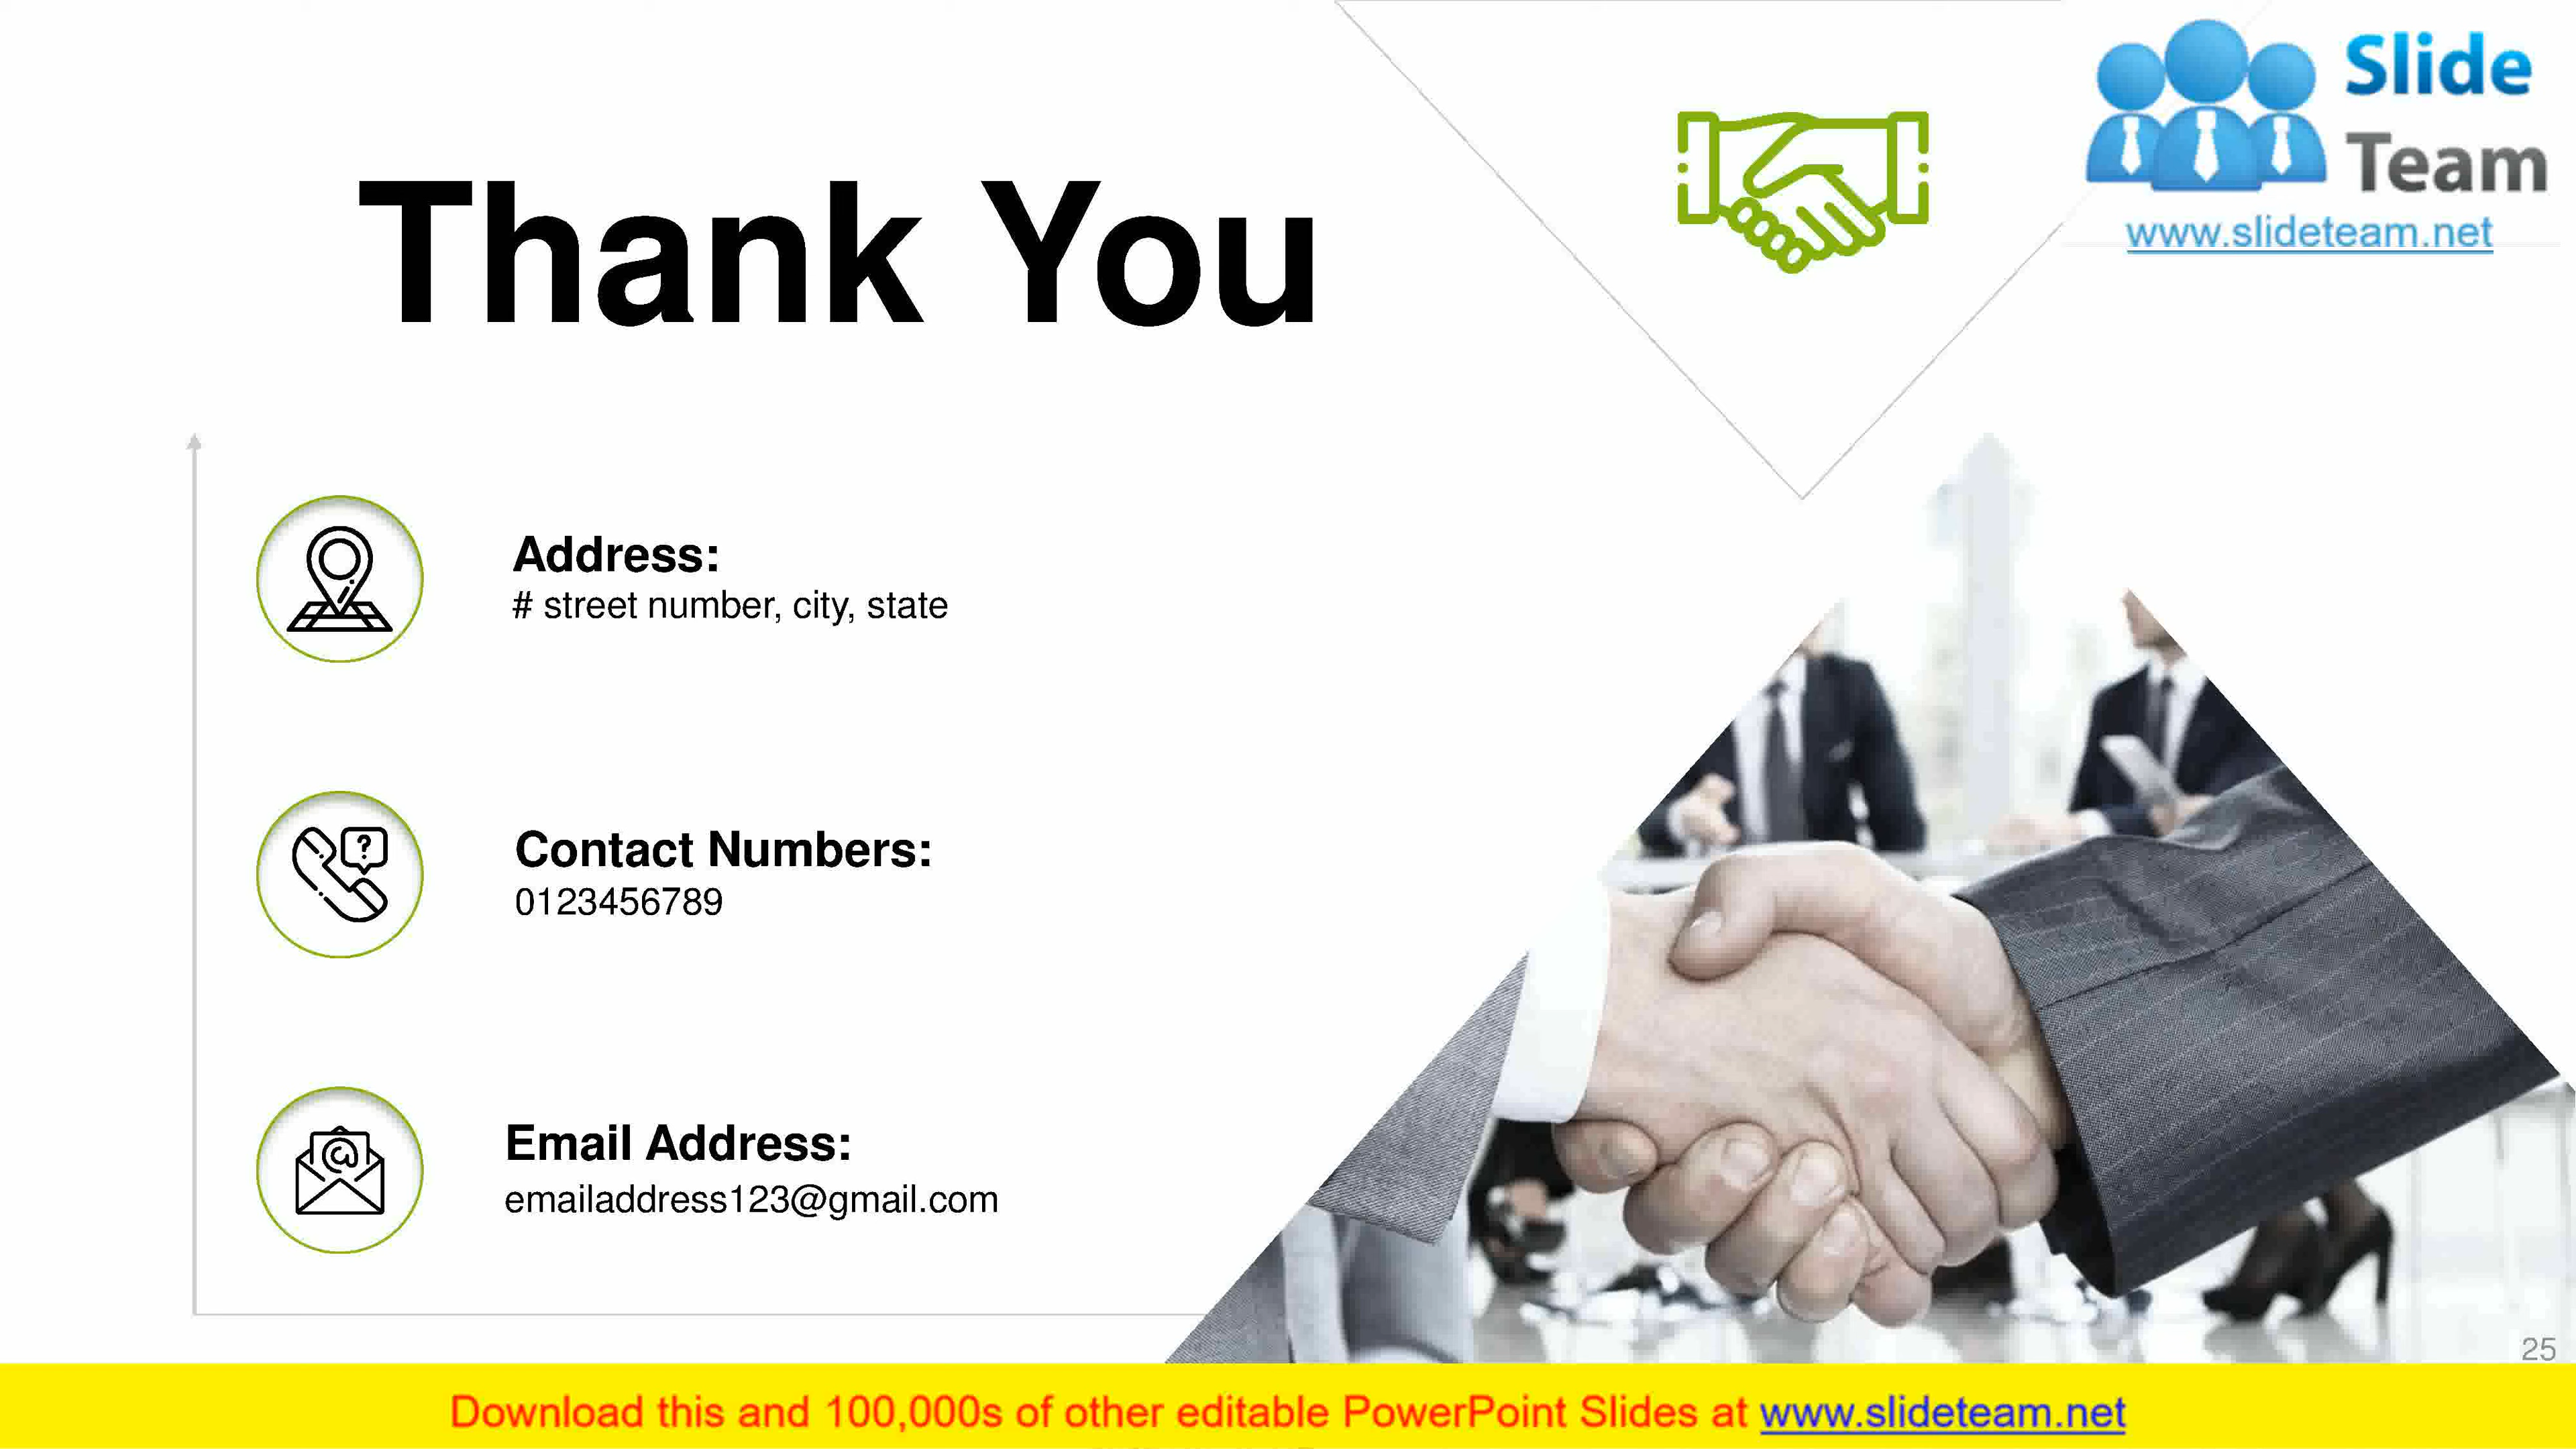 Slide
Team
www.slideteam.net
Thank You
Address:
# street number, city, state
Contact Numbers:
0123456789
Email Address:
emailaddress123@gmail.com
25
Download this and 100,000s of other editable PowerPoint Slides at www.slideteam.net